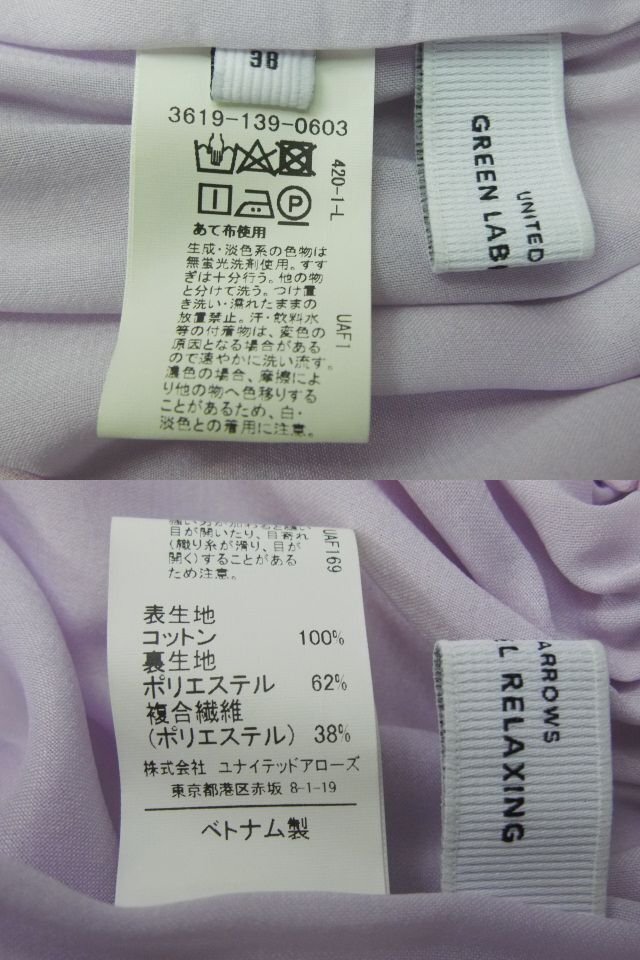 38
3619-139-0603
420-1-L
あて布使用
生成・淡色系の色物は
無蛍光洗剤使用。すす
ぎは十分行う。他の物
と分けて洗う。つけ置
き洗い・濡れたままの
放置禁止。汗・飲料水
等の付着物は、変色の
原因となる場合がある
ので速やかに洗い流す。
濃色の場合、摩擦によ
り他の物へ色移りする
ことがあるため、白・
淡色との着用に注意。
UAF1
UNITED
GREEN LAB
目が開いたり、目寄れ
(織り糸が滑り、目が
開く)することがある
ため注意。
UAF169
表生地
コットン 100%
裏生地
ポリエステル 62%
複合繊維
(ポリエステル) 38%
株式会社 ユナイテッドアローズ
東京都港区赤坂 8-1-19
ベトナム製
ARROWS
L RELAXING